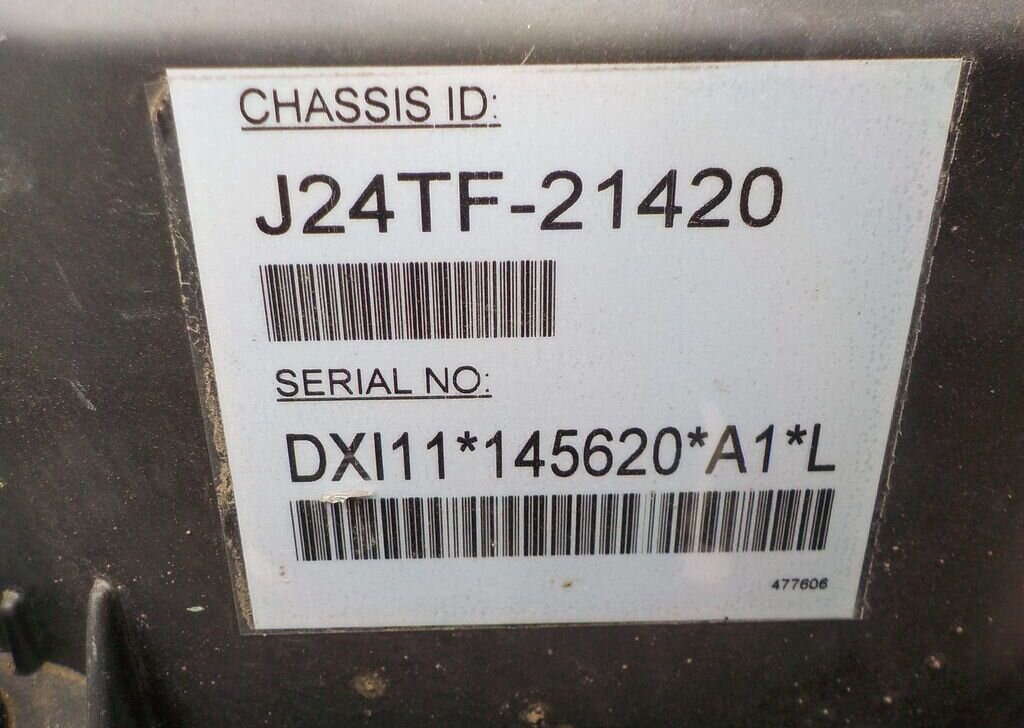 CHASSIS ID:
J24TF-21420
SERIAL NO:
DXI11*145620*A1*L
477606